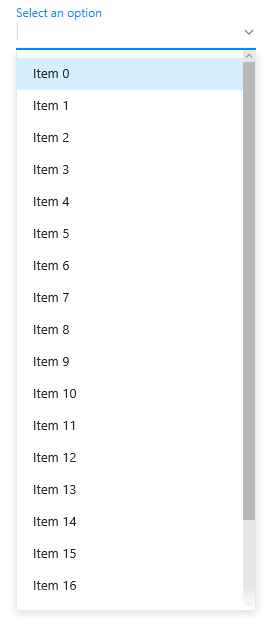 Select an option
Item 0
Item 1
Item 2
Item 3
Item 4
Item 5
Item 6
Item 7
Item 8
Item 9
Item 10
Item 11
Item 12
Item 13
Item 14
Item 15
Item 16